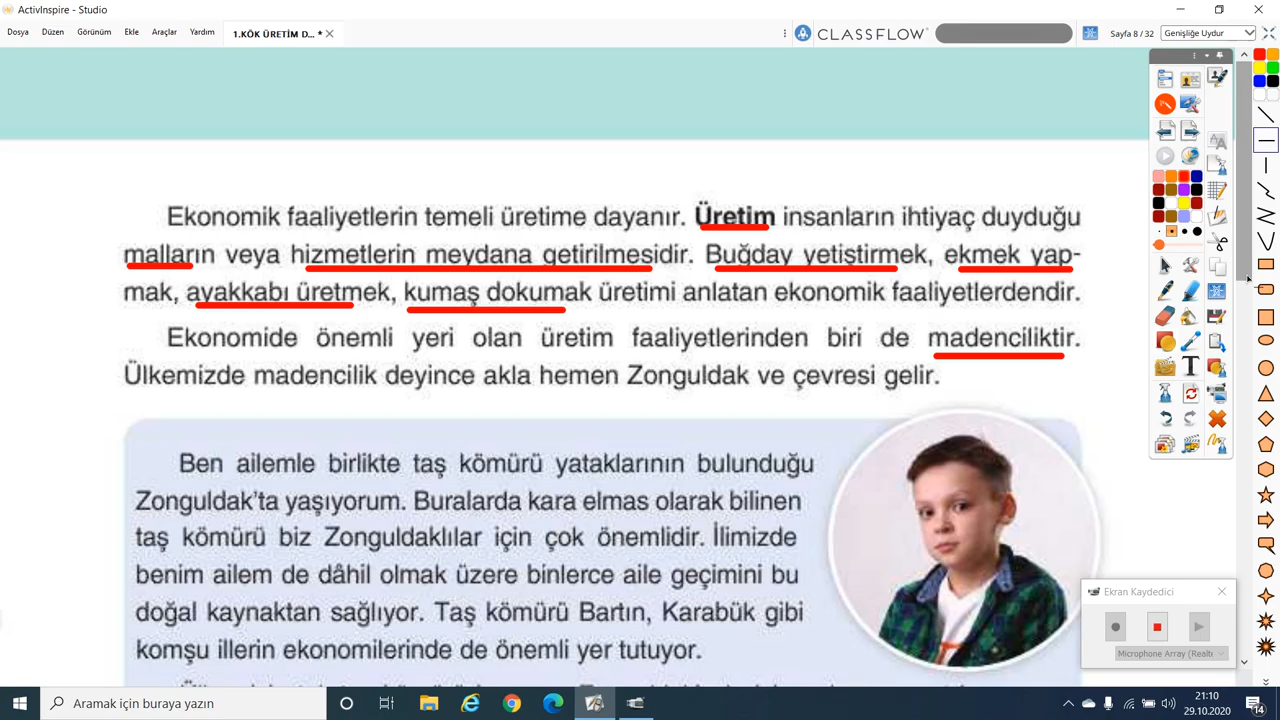 ActivInspire - Studio
Dosya Düzen Görünüm Ekle Araçlar Yardım 1.KÖK ÜRETİM D... * CLASSFLOW Sayfa 8 / 32 Genişliğe Uydur
Ekonomik faaliyetlerin temeli üretime dayanır. Üretim insanların ihtiyaç duyduğu
malların veya hizmetlerin meydana getirilmesidir. Buğday yetiştirmek, ekmek yap-
mak, ayakkabı üretmek, kumaş dokumak üretimi anlatan ekonomik faaliyetlerdendir.
Ekonomide önemli yeri olan üretim faaliyetlerinden biri de madenciliktir.
Ülkemizde madencilik deyince akla hemen Zonguldak ve çevresi gelir.
Ben ailemle birlikte taş kömürü yataklarının bulunduğu
Zonguldak'ta yaşıyorum. Buralarda kara elmas olarak bilinen
taş kömürü biz Zonguldaklılar için çok önemlidir. İlimizde
benim ailem de dâhil olmak üzere binlerce aile geçimini bu
doğal kaynaktan sağlıyor. Taş kömürü Bartın, Karabük gibi
komşu illerin ekonomilerinde de önemli yer tutuyor.
Ekran Kaydedici
Microphone Array (Realte
Aramak için buraya yazın
21:10
29.10.2020
14